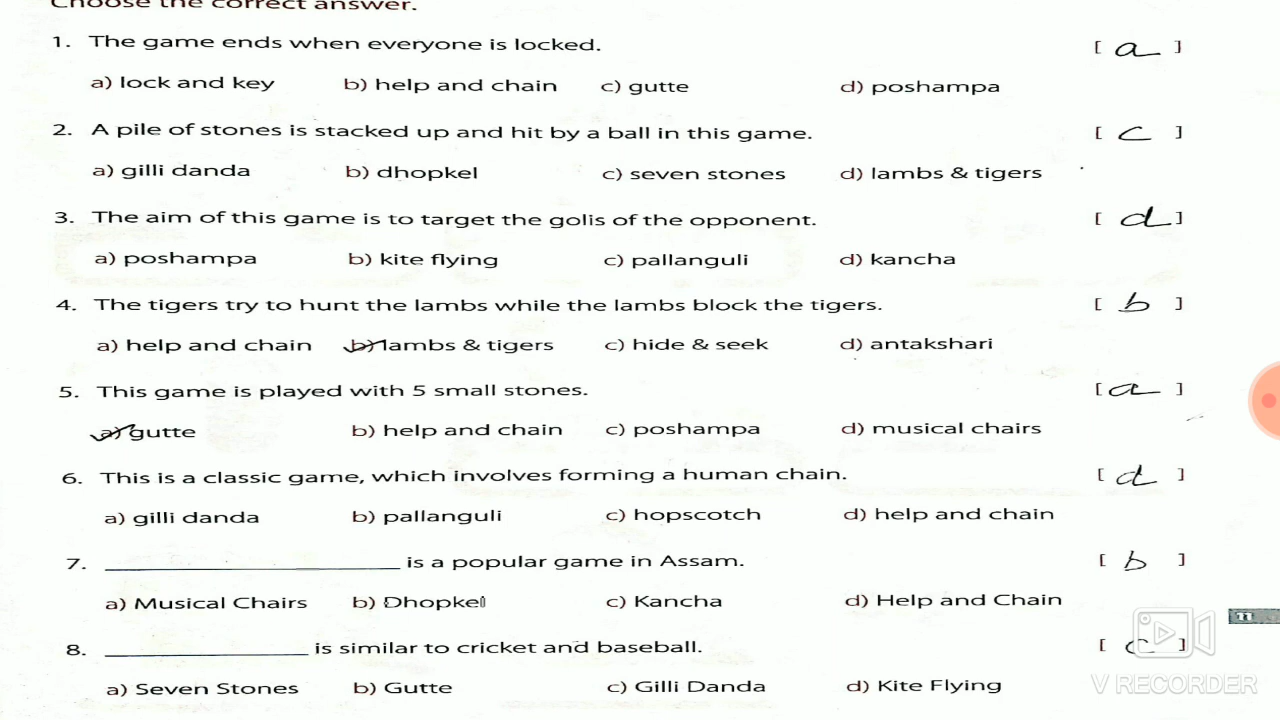 Choose the correct answer.
1. The game ends when everyone is locked. [ a ]
a) lock and key b) help and chain c) gutte d) poshampa
2. A pile of stones is stacked up and hit by a ball in this game. [ c ]
a) gilli danda b) dhopkel c) seven stones d) lambs & tigers
3. The aim of this game is to target the golis of the opponent. [ d ]
a) poshampa b) kite flying c) pallanguli d) kancha
4. The tigers try to hunt the lambs while the lambs block the tigers. [ b ]
a) help and chain b) lambs & tigers c) hide & seek d) antakshari
5. This game is played with 5 small stones. [ a ]
a) gutte b) help and chain c) poshampa d) musical chairs
6. This is a classic game, which involves forming a human chain. [ d ]
a) gilli danda b) pallanguli c) hopscotch d) help and chain
7. ____________________ is a popular game in Assam. [ b ]
a) Musical Chairs b) Dhopkel c) Kancha d) Help and Chain
11
8. ______________ is similar to cricket and baseball. [ c ]
a) Seven Stones b) Gutte c) Gilli Danda d) Kite Flying
V RECORDER